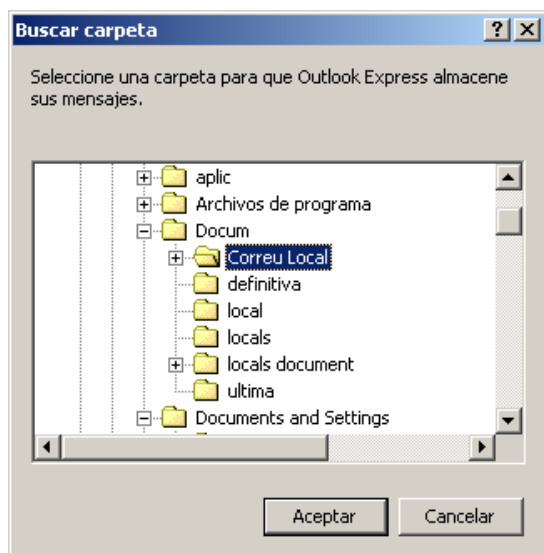 Buscar carpeta
Seleccione una carpeta para que Outlook Express almacene
sus mensajes.
aplic
Archivos de programa
Docum
Correu Local
definitiva
local
locals
locals document
ultima
Documents and Settings
Aceptar
Cancelar